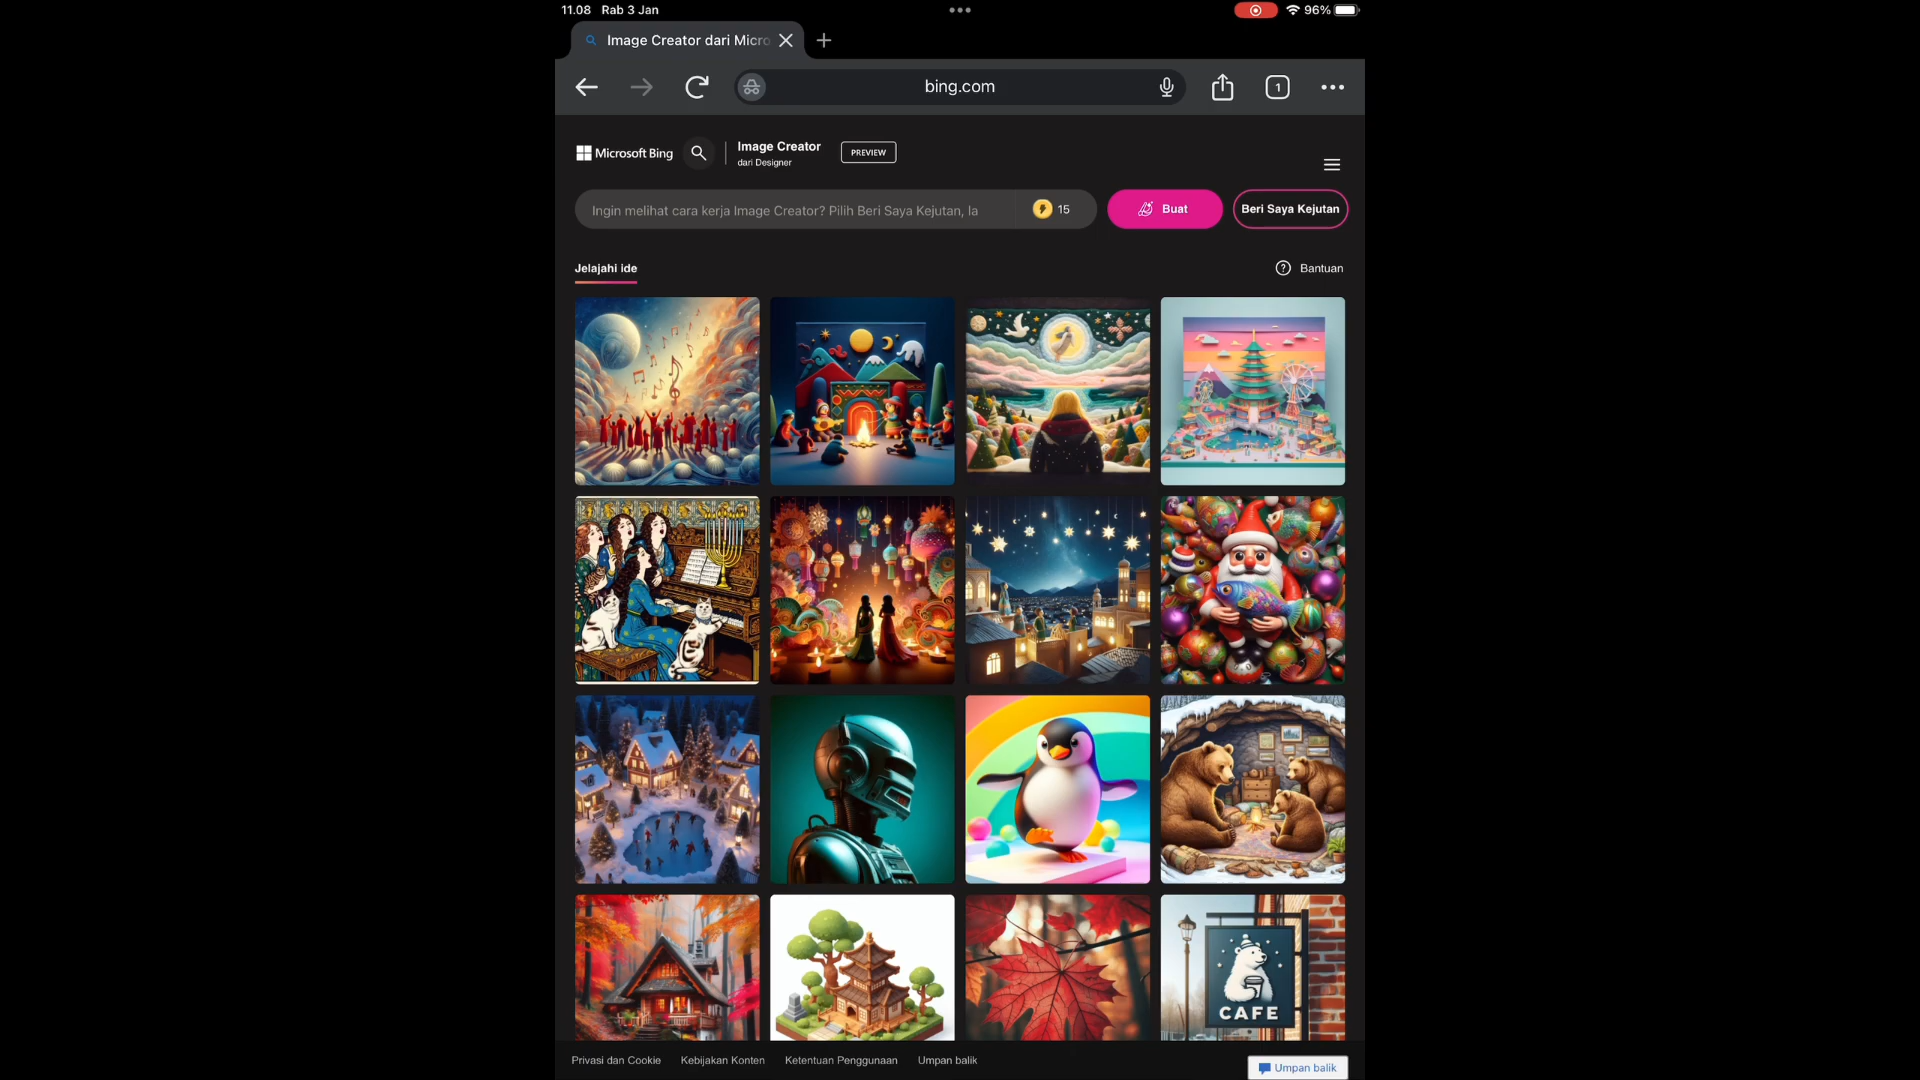 11.08 Rab 3 Jan
96%
Image Creator dari Micro
bing.com
1
Microsoft Bing
Image Creator
dari Designer
PREVIEW
Ingin melihat cara kerja Image Creator? Pilih Beri Saya Kejutan, la
15
Buat
Beri Saya Kejutan
Jelajahi ide
Bantuan
CAFE
Privasi dan Cookie
Kebijakan Konten
Ketentuan Penggunaan
Umpan balik
Umpan balik